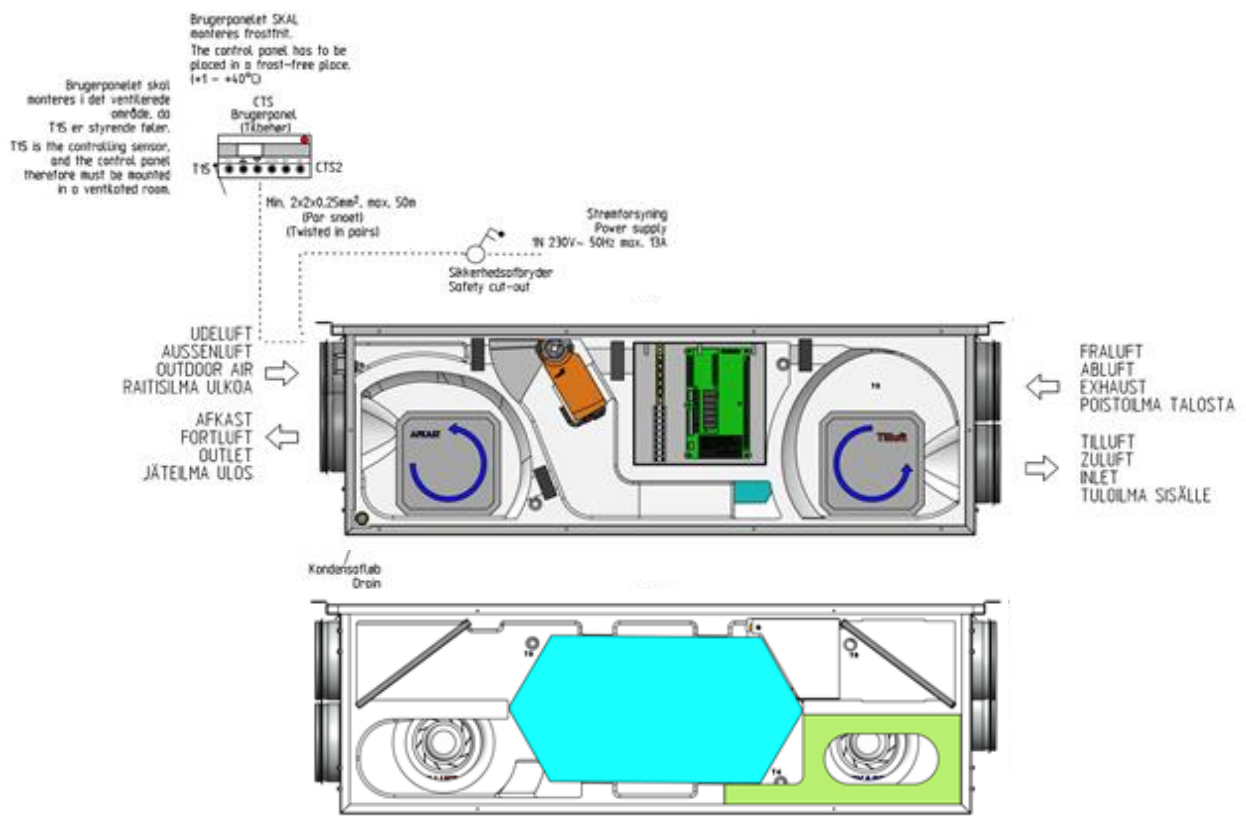 Brugerpanelet SKAL
monteres frostfrit.
The control panel has to be
placed in a frost-free place.
(+1 - +40°C)
Brugerpanelet skal
monteres i det ventilerede
område, da
T15 er styrende føler.
T15 is the controlling sensor,
and the control panel
therefore must be mounted
in a ventilated room.
CTS
Brugerpanel
(Tilbehør)
T15
CTS2
Min. 2x2x0,25mm², max. 50m
(Par snoet)
(Twisted in pairs)
Strømforsyning
Power supply
1N 230V~ 50Hz max. 13A
Sikkerhedsafbryder
Safety cut-out
UDELUFT
AUSSENLUFT
OUTDOOR AIR
RAITISILMA ULKOA
AFKAST
FORTLUFT
OUTLET
JÄTEILMA ULOS
FRALUFT
ABLUFT
EXHAUST
POISTOILMA TALOSTA
TILLUFT
ZULUFT
INLET
TULOILMA SISÄLLE
AFKAST
Tilluft
Kondensafløb
Drain